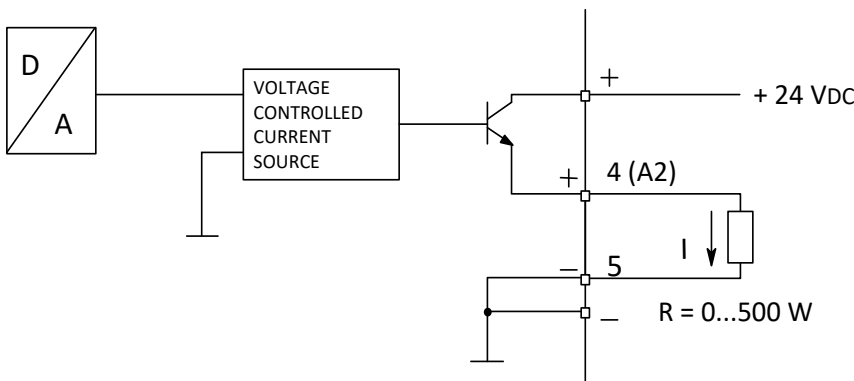 D
A
VOLTAGE
CONTROLLED
CURRENT
SOURCE
+
+ 24 VDC
+
4 (A2)
I
–
5
–
R = 0...500 W